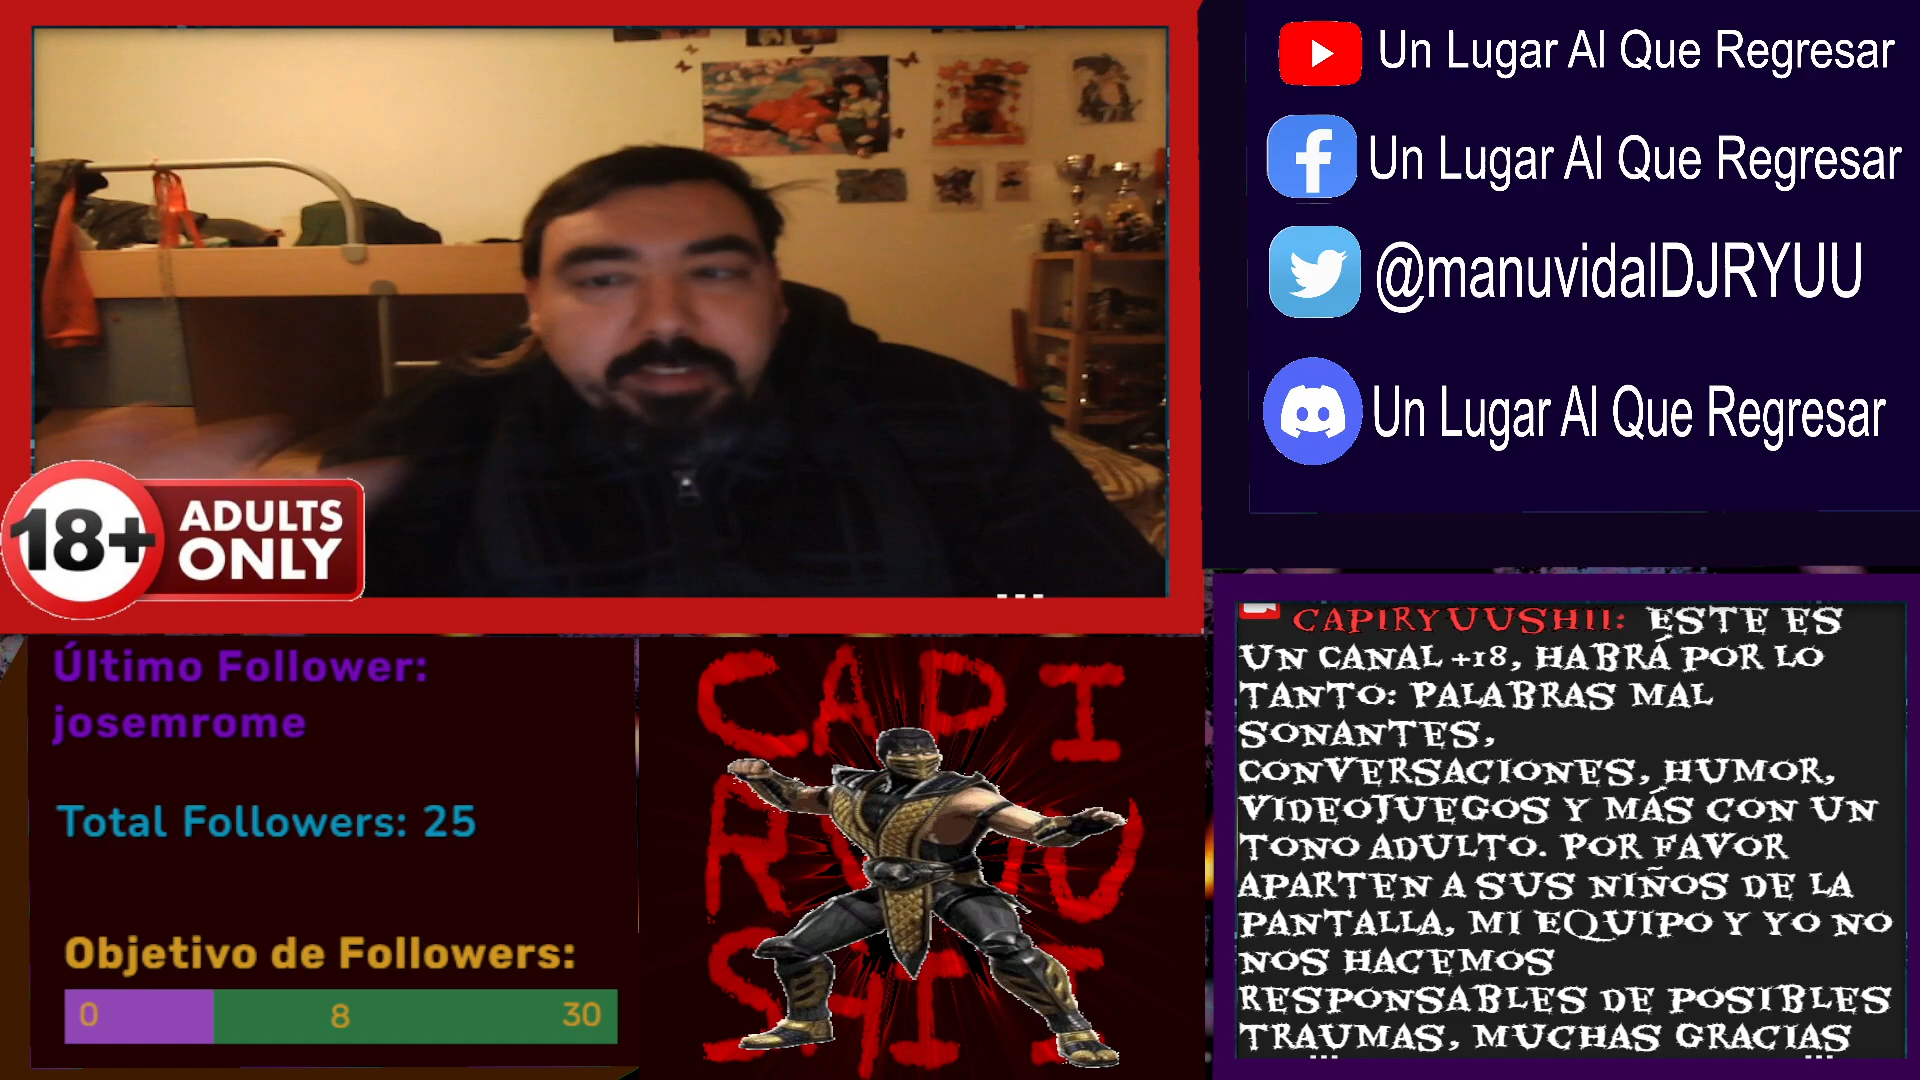 Un Lugar Al Que Regresar
Un Lugar Al Que Regresar
@manuvidalDJRYUU
Un Lugar Al Que Regresar
18+ ADULTS
ONLY
Último Follower:
josemrome
Total Followers: 25
Objetivo de Followers:
0 8 30
CAPI
RYUU
SHII
CAPIRYUUSHII: ESTE ES
UN CANAL +18, HABRÁ POR LO
TANTO: PALABRAS MAL
SONANTES,
CONVERSACIONES, HUMOR,
VIDEOJUEGOS Y MÁS CON UN
TONO ADULTO. POR FAVOR
APARTEN A SUS NIÑOS DE LA
PANTALLA, MI EQUIPO Y YO NO
NOS HACEMOS
RESPONSABLES DE POSIBLES
TRAUMAS, MUCHAS GRACIAS